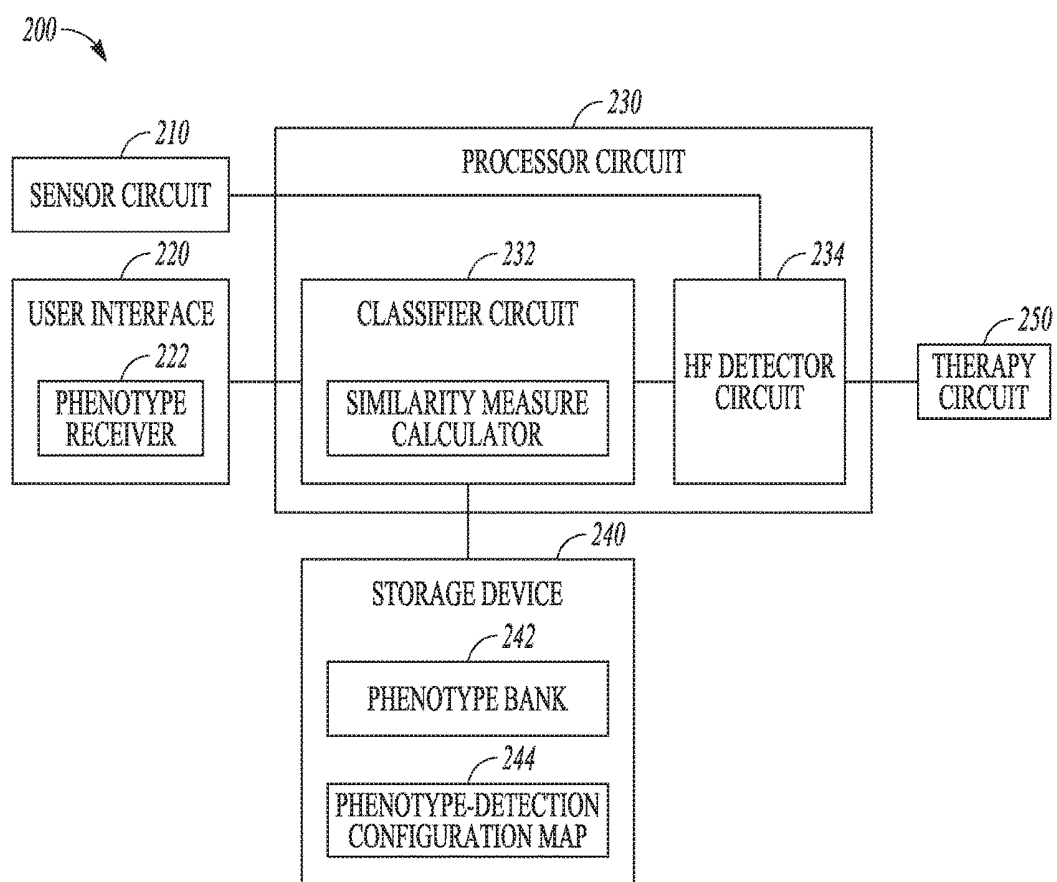 200
210
SENSOR CIRCUIT
230
PROCESSOR CIRCUIT
220
USER INTERFACE
222
PHENOTYPE
RECEIVER
232
CLASSIFIER CIRCUIT
SIMILARITY MEASURE
CALCULATOR
234
HF DETECTOR
CIRCUIT
250
THERAPY
CIRCUIT
240
STORAGE DEVICE
242
PHENOTYPE BANK
244
PHENOTYPE-DETECTION
CONFIGURATION MAP